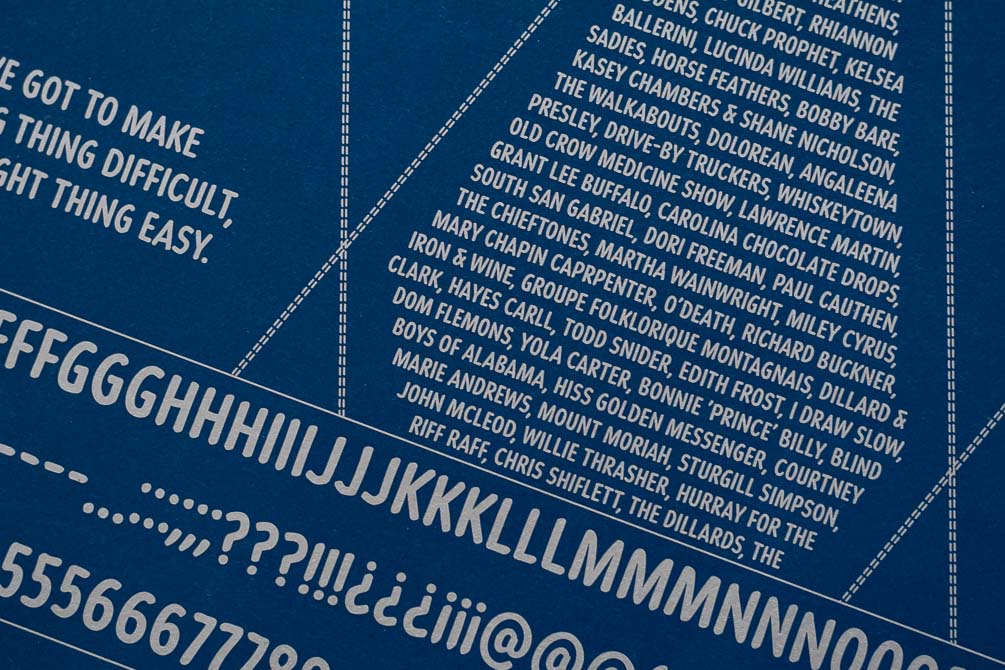 GOT TO MAKE
THING DIFFICULT,
THING EASY.
GILBERT, RHIANNON
CHUCK PROPHET, KELSEA
BALLERINI, LUCINDA WILLIAMS, THE
SADIES, HORSE FEATHERS, BOBBY BARE,
KASEY CHAMBERS & SHANE NICHOLSON,
THE WALKABOUTS, DOLOREAN, ANGALEENA
PRESLEY, DRIVE-BY TRUCKERS, WHISKEYTOWN,
OLD CROW MEDICINE SHOW, LAWRENCE MARTIN,
GRANT LEE BUFFALO, CAROLINA CHOCOLATE DROPS,
SOUTH SAN GABRIEL, DORI FREEMAN, PAUL CAUTHEN,
THE CHIEFTONES, MARTHA WAINWRIGHT, MILEY CYRUS,
MARY CHAPIN CAPRPENTER, O'DEATH, RICHARD BUCKNER,
IRON & WINE, GROUPE FOLKLORIQUE MONTAGNAIS, DILLARD &
CLARK, HAYES CARLL, TODD SNIDER, EDITH FROST, I DRAW SLOW,
DOM FLEMONS, YOLA CARTER, BONNIE 'PRINCE' BILLY, BLIND
BOYS OF ALABAMA, HISS GOLDEN MESSENGER, COURTNEY
MARIE ANDREWS, MOUNT MORIAH, STURGILL SIMPSON,
JOHN MCLEOD, WILLIE THRASHER, HURRAY FOR THE
RIFF RAFF, CHRIS SHIFLETT, THE DILLARDS, THE
FFFGGGHHHIIIJJJKKKLLLMMMNNNOOO
----...;;;???!!!¿¿¿¡¡¡@@@
5556667778